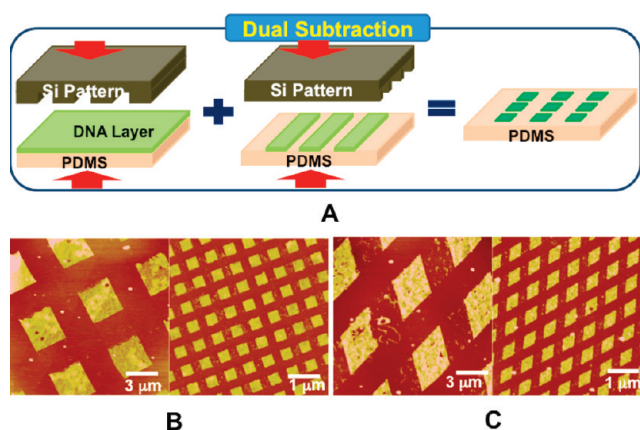 Dual Subtraction
Si Pattern
Si Pattern
DNA Layer
PDMS
PDMS
PDMS
A
3 μm
1 μm
3 μm
1 μm
B
C